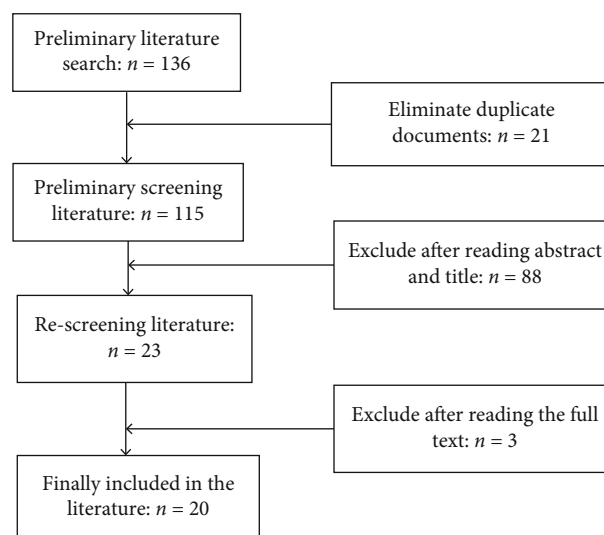 Preliminary literature
search: n = 136
Eliminate duplicate
documents: n = 21
Preliminary screening
literature: n = 115
Exclude after reading abstract
and title: n = 88
Re-screening literature:
n = 23
Exclude after reading the full
text: n = 3
Finally included in the
literature: n = 20